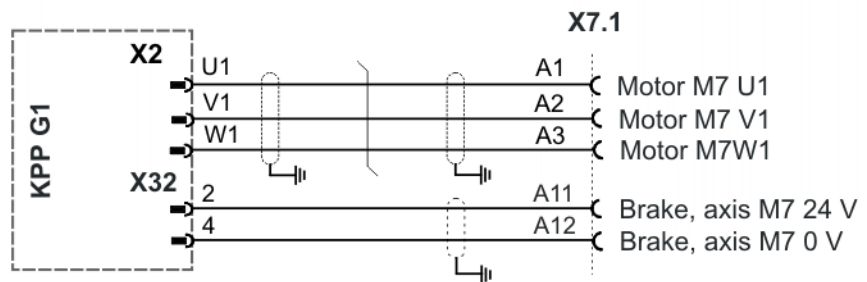 X7.1
KPP G1
X2
U1 A1 Motor M7 U1
V1 A2 Motor M7 V1
W1 A3 Motor M7W1
X32
2 A11 Brake, axis M7 24 V
4 A12 Brake, axis M7 0 V